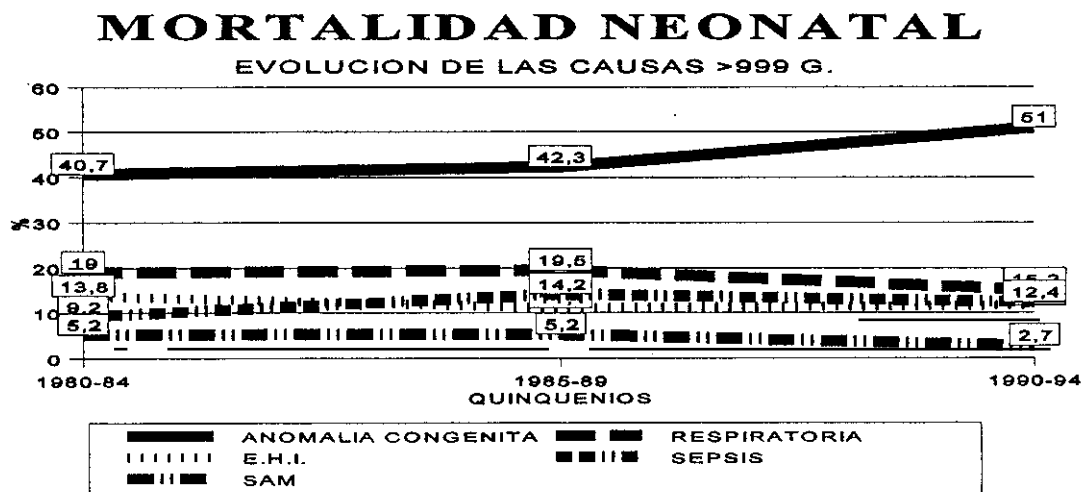 MORTALIDAD NEONATAL
EVOLUCION DE LAS CAUSAS >999 G.
60
50
40
30
20
10
0
%
40,7
42,3
51
19
19,5
13,8
14,2
12,4
9,2
5,2
5,2
2,7
1980-84
1985-89
1990-94
QUINQUENIOS
ANOMALIA CONGENITA
RESPIRATORIA
E.H.I.
SEPSIS
SAM